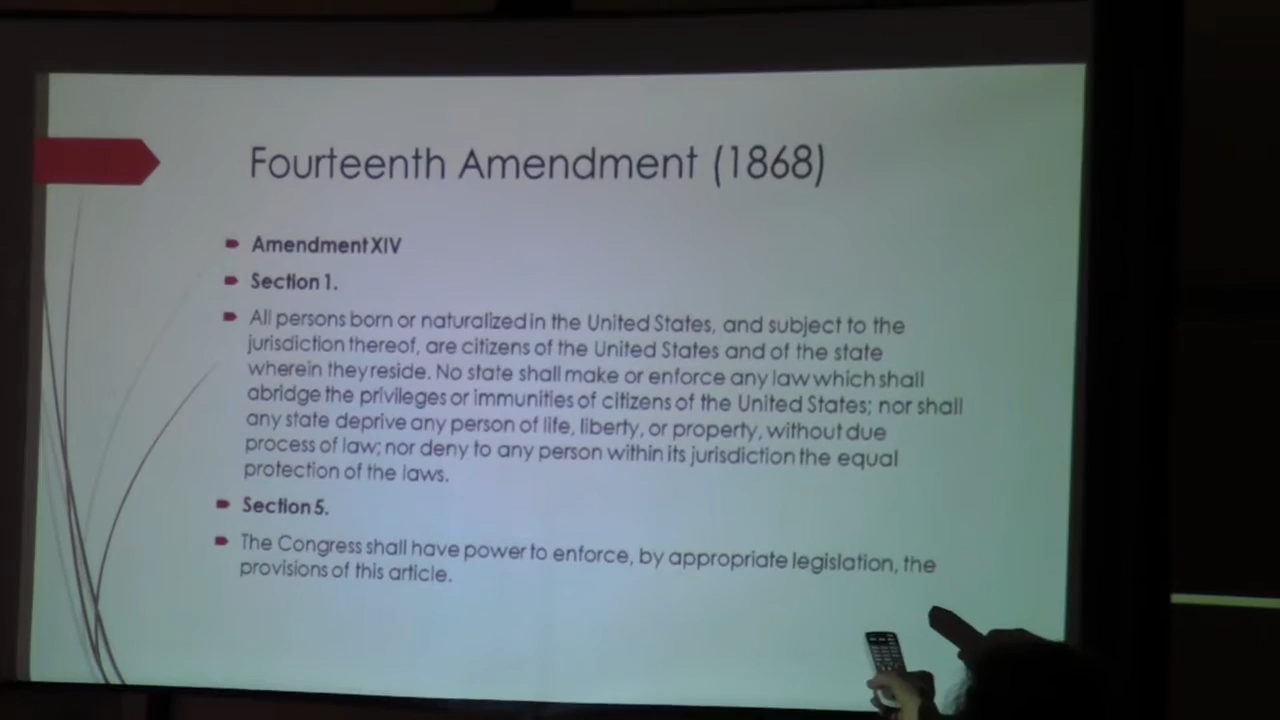 Fourteenth Amendment (1868)
Amendment XIV
Section 1.
All persons born or naturalized in the United States, and subject to the
jurisdiction thereof, are citizens of the United States and of the state
wherein they reside. No state shall make or enforce any law which shall
abridge the privileges or immunities of citizens of the United States; nor shall
any state deprive any person of life, liberty, or property, without due
process of law; nor deny to any person within its jurisdiction the equal
protection of the laws.
Section 5.
The Congress shall have power to enforce, by appropriate legislation, the
provisions of this article.